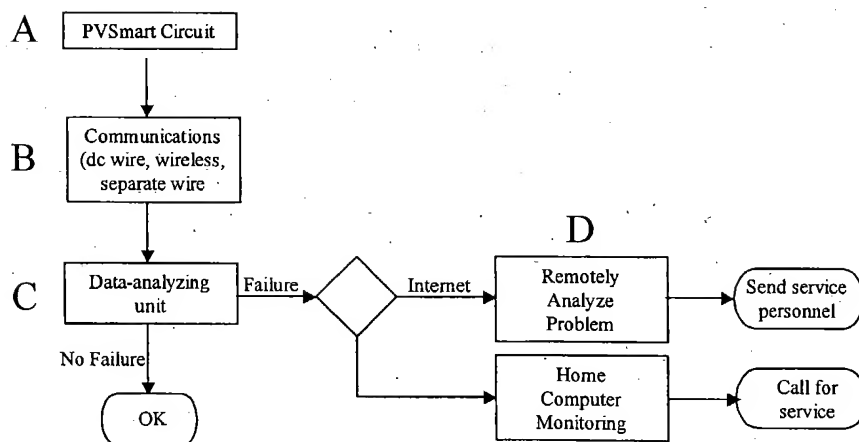 A
PVSmart Circuit
B
Communications
(dc wire, wireless,
separate wire
C
Data-analyzing
unit
Failure
Internet
D
Remotely
Analyze
Problem
Send service
personnel
No Failure
OK
Home
Computer
Monitoring
Call for
service